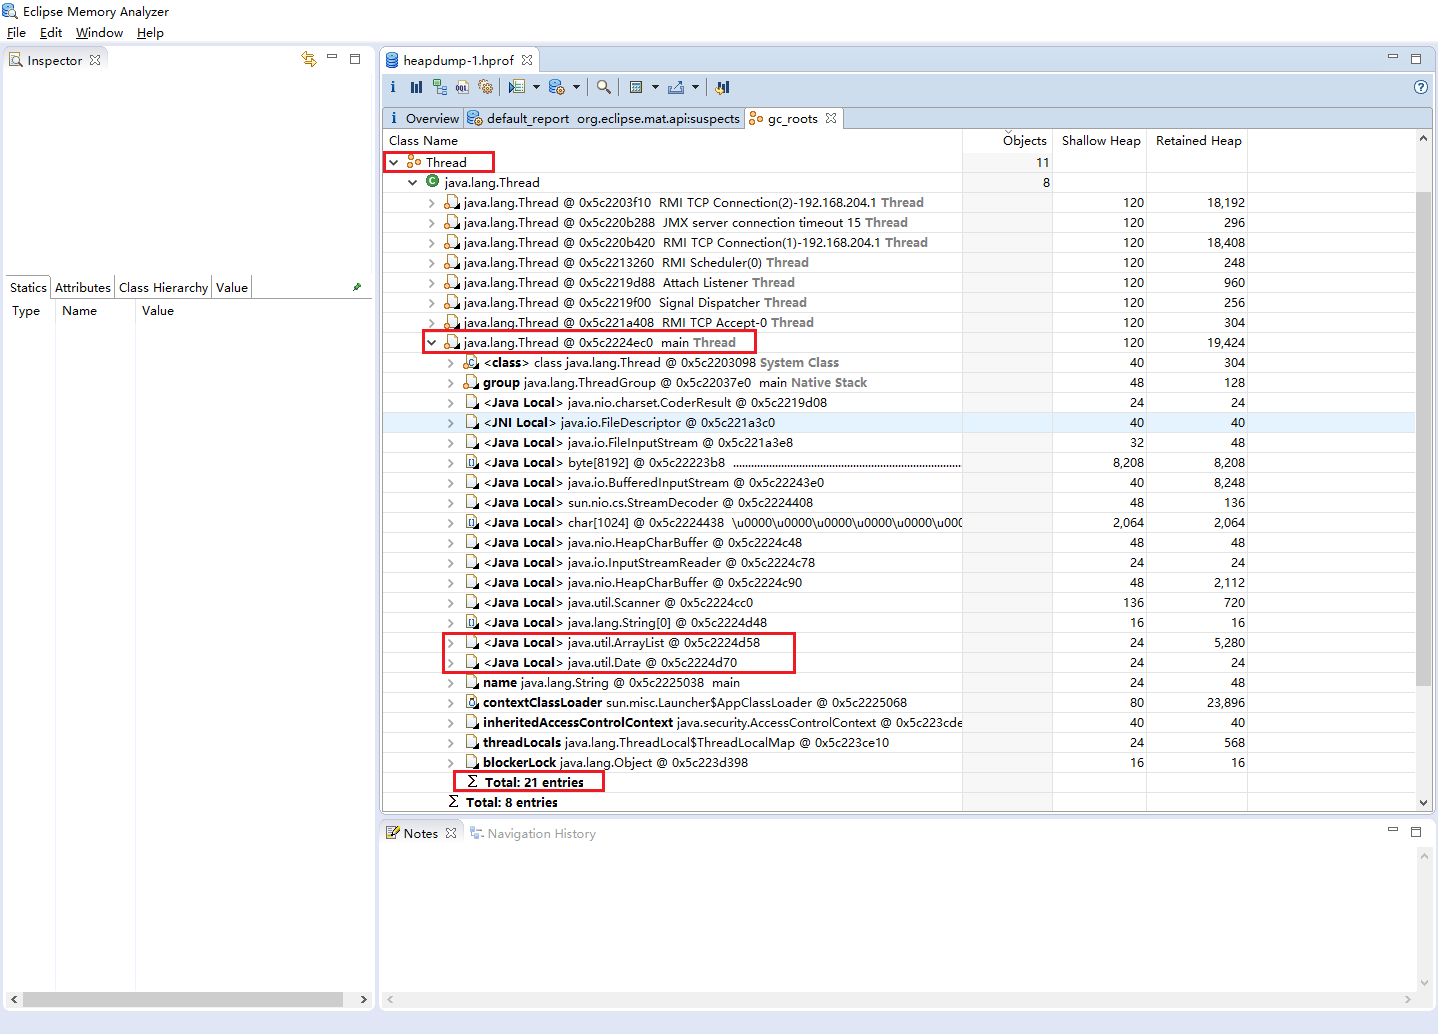 Eclipse Memory Analyzer
File Edit Window Help
Inspector
heapdump-1.hprof
i Overview default_report org.eclipse.mat.api:suspects gc_roots
Class Name Objects Shallow Heap Retained Heap
Thread 11
java.lang.Thread 8
java.lang.Thread @ 0x5c2203f10 RMI TCP Connection(2)-192.168.204.1 Thread 120 18,192
java.lang.Thread @ 0x5c220b288 JMX server connection timeout 15 Thread 120 296
java.lang.Thread @ 0x5c220b420 RMI TCP Connection(1)-192.168.204.1 Thread 120 18,408
java.lang.Thread @ 0x5c2213260 RMI Scheduler(0) Thread 120 248
java.lang.Thread @ 0x5c2219d88 Attach Listener Thread 120 960
java.lang.Thread @ 0x5c2219f00 Signal Dispatcher Thread 120 256
java.lang.Thread @ 0x5c221a408 RMI TCP Accept-0 Thread 120 304
java.lang.Thread @ 0x5c2224ec0 main Thread 120 19,424
<class> class java.lang.Thread @ 0x5c2203098 System Class 40 304
group java.lang.ThreadGroup @ 0x5c22037e0 main Native Stack 48 128
<Java Local> java.nio.charset.CoderResult @ 0x5c2219d08 24 24
<JNI Local> java.io.FileDescriptor @ 0x5c221a3c0 40 40
<Java Local> java.io.FileInputStream @ 0x5c221a3e8 32 48
<Java Local> byte[8192] @ 0x5c22223b8 ................................................................................ 8,208 8,208
<Java Local> java.io.BufferedInputStream @ 0x5c22243e0 40 8,248
<Java Local> sun.nio.cs.StreamDecoder @ 0x5c2224408 48 136
<Java Local> char[1024] @ 0x5c2224438 \u0000\u0000\u0000\u0000\u0000\u000 2,064 2,064
<Java Local> java.nio.HeapCharBuffer @ 0x5c2224c48 48 48
<Java Local> java.io.InputStreamReader @ 0x5c2224c78 24 24
<Java Local> java.nio.HeapCharBuffer @ 0x5c2224c90 48 2,112
<Java Local> java.util.Scanner @ 0x5c2224cc0 136 720
<Java Local> java.lang.String[0] @ 0x5c2224d48 16 16
<Java Local> java.util.ArrayList @ 0x5c2224d58 24 5,280
<Java Local> java.util.Date @ 0x5c2224d70 24 24
name java.lang.String @ 0x5c2225038 main 24 48
contextClassLoader sun.misc.Launcher$AppClassLoader @ 0x5c2225068 80 23,896
inheritedAccessControlContext java.security.AccessControlContext @ 0x5c223cde 40 40
threadLocals java.lang.ThreadLocal$ThreadLocalMap @ 0x5c223ce10 24 568
blockerLock java.lang.Object @ 0x5c223d398 16 16
Σ Total: 21 entries
Σ Total: 8 entries
Statics Attributes Class Hierarchy Value
Type Name Value
Notes Navigation History